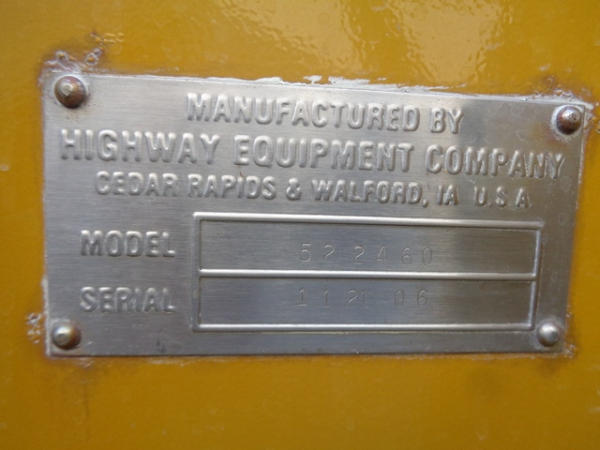 MANUFACTURED BY
HIGHWAY EQUIPMENT COMPANY
CEDAR RAPIDS & WALFORD, IA U.S.A
MODEL 522460
SERIAL